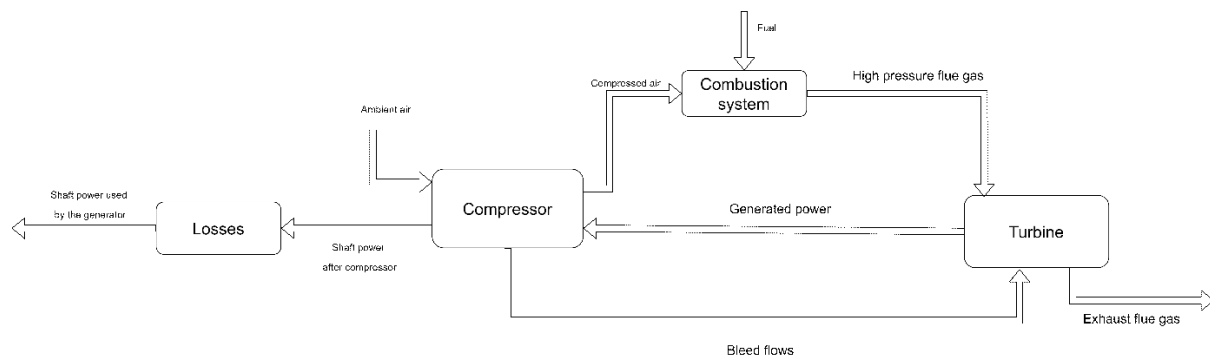 Fuel
Compressed air
Combustion
system
High pressure flue gas
Ambient air
Shaft power used
by the generator
Losses
Shaft power
after compressor
Compressor
Generated power
Turbine
Exhaust flue gas
Bleed flows